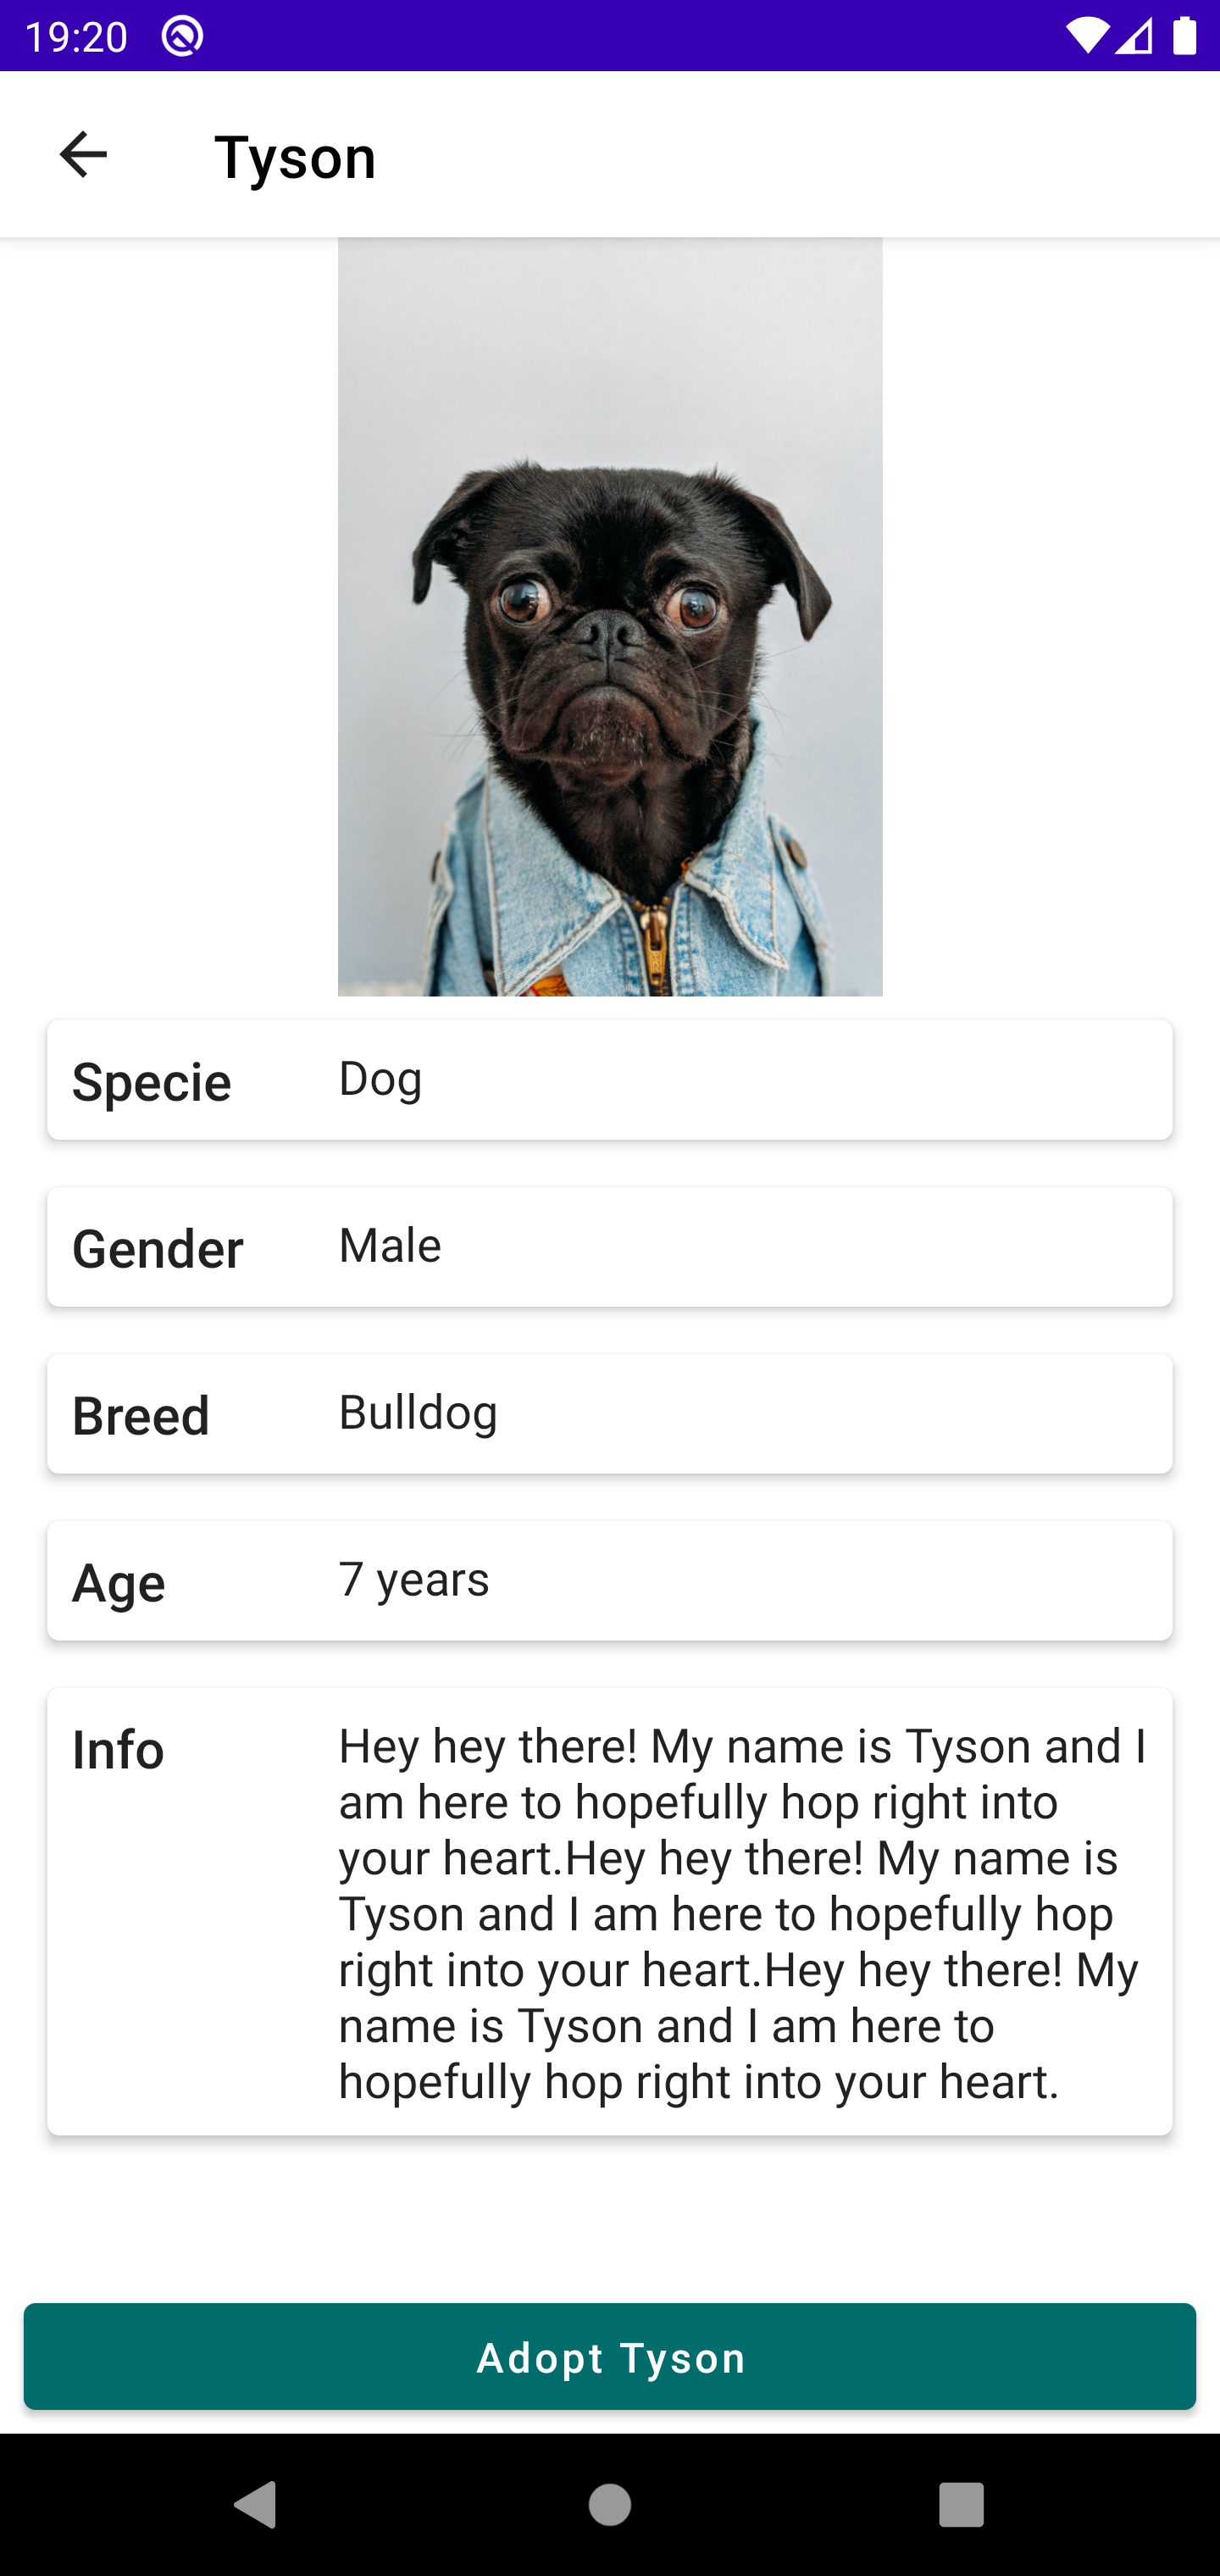 19:20
Tyson
Specie Dog
Gender Male
Breed Bulldog
Age 7 years
Info Hey hey there! My name is Tyson and I
am here to hopefully hop right into
your heart.Hey hey there! My name is
Tyson and I am here to hopefully hop
right into your heart.Hey hey there! My
name is Tyson and I am here to
hopefully hop right into your heart.
Adopt Tyson